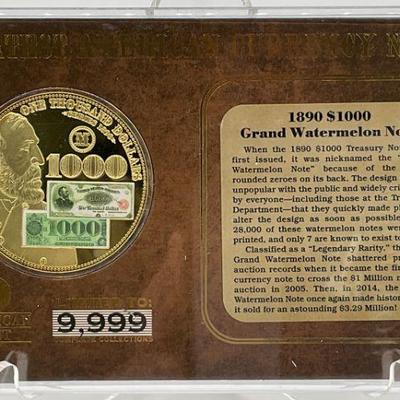 CURRENCY
ONE THOUSAND DOLLARS
M
1000
1000
LIMITED TO:
9,999
COMPLETE COLLECTIONS
1890 $1000
Grand Watermelon No
When the 1890 $1000 Treasury No
first issued, it was nicknamed the "
Watermelon Note" because of the
rounded zeroes on its back. The design
unpopular with the public and widely cri
by everyone—including those at the Tr
Department—that they quickly made pl
alter the design as soon as possible
28,000 of these watermelon notes wer
printed, and only 7 are known to exist to
Classified as a "Legendary Rarity," th
Grand Watermelon Note shattered pr
auction records when it became the fir
currency note to cross the $1 Million
auction in 2005. Then, in 2014, the
Watermelon Note once again made histor
it sold for an astounding $3.29 Million!